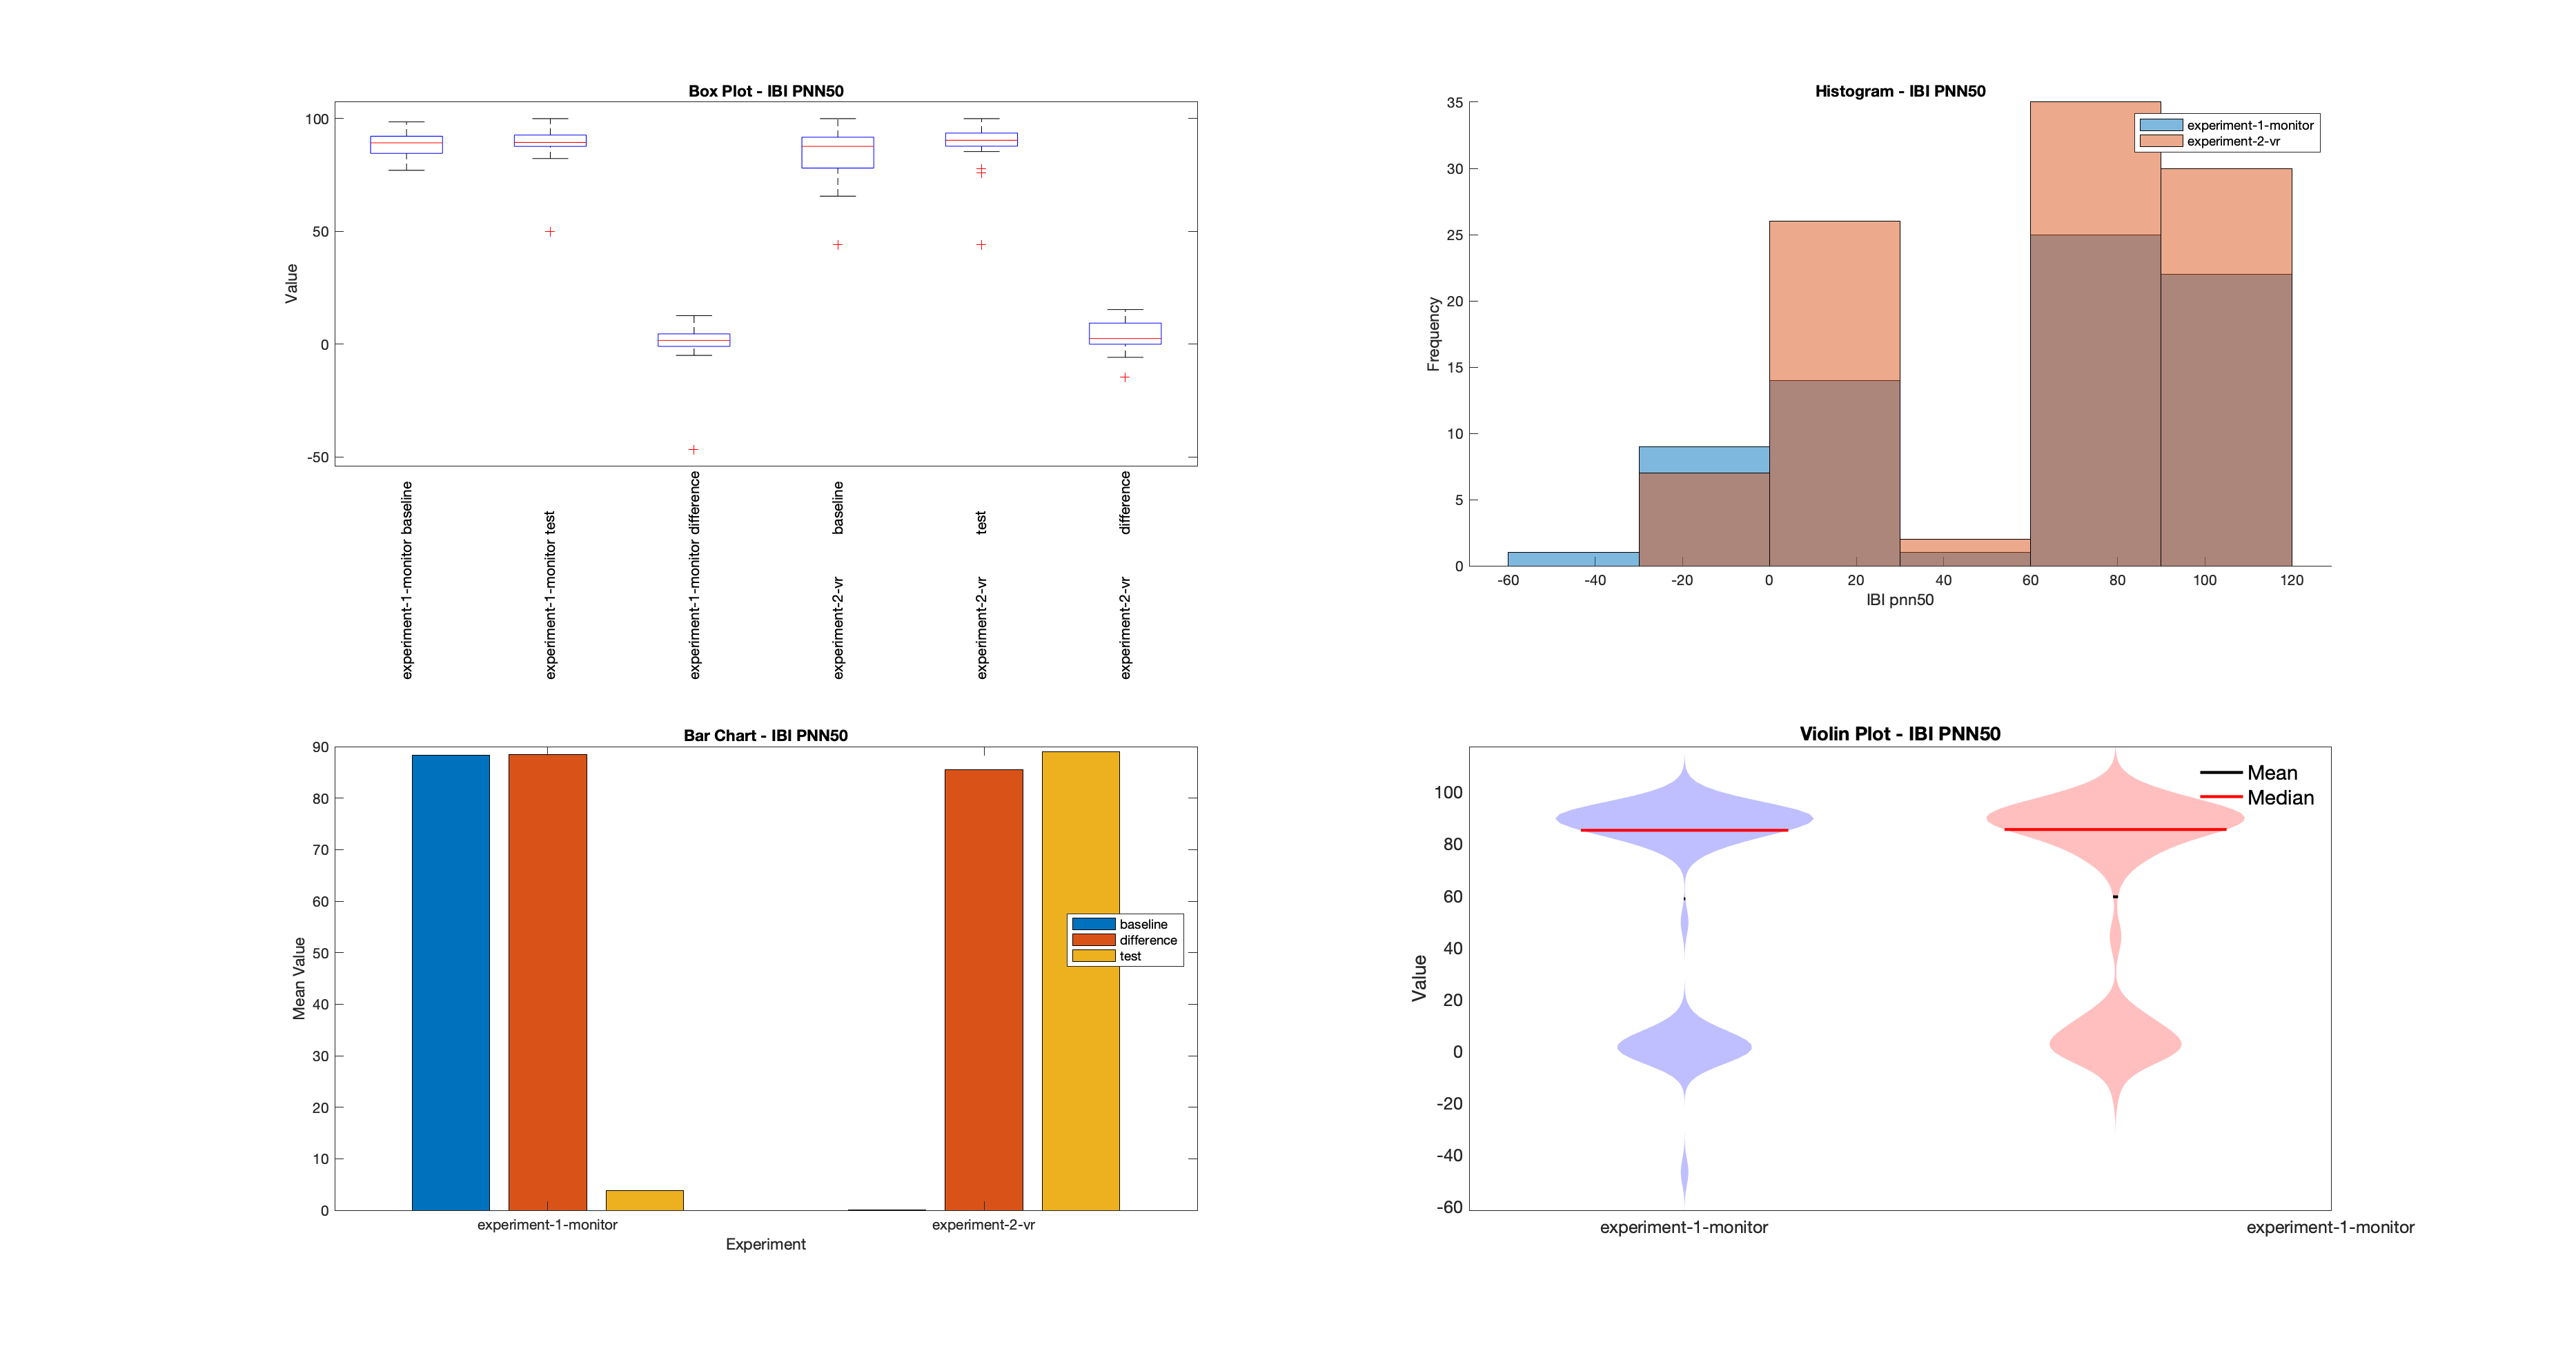 Box Plot - IBI PNN50
100
50
0
-50
Value
experiment-1-monitor baseline
experiment-1-monitor test
experiment-1-monitor difference
experiment-2-vr baseline
experiment-2-vr test
experiment-2-vr difference
Histogram - IBI PNN50
35
30
25
20
15
10
5
0
Frequency
experiment-1-monitor
experiment-2-vr
-60 -40 -20 0 20 40 60 80 100 120
IBI pnn50
Bar Chart - IBI PNN50
90
80
70
60
50
40
30
20
10
0
Mean Value
baseline
difference
test
experiment-1-monitor experiment-2-vr
Experiment
Violin Plot - IBI PNN50
100
80
60
40
20
0
-20
-40
-60
Value
Mean
Median
experiment-1-monitor experiment-1-monitor